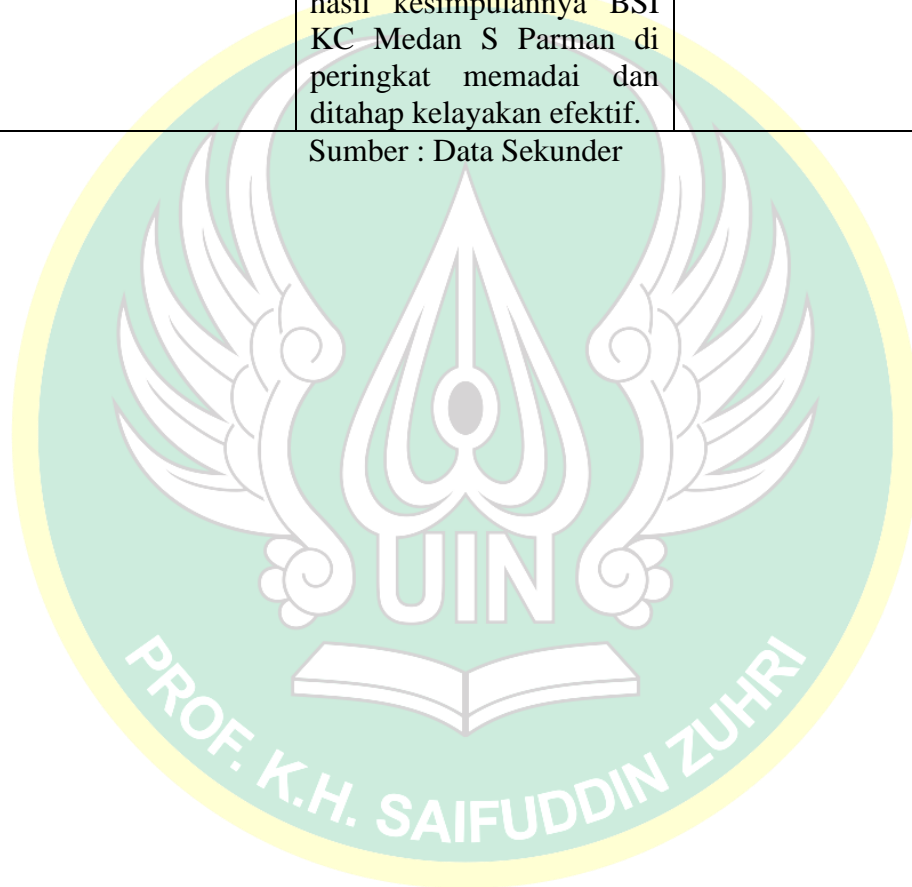 hasil kesimpulannya BSI
KC Medan S Parman di
peringkat memadai dan
ditahap kelayakan efektif.
Sumber : Data Sekunder
UIN
PROF. K.H. SAIFUDDIN ZUHRI